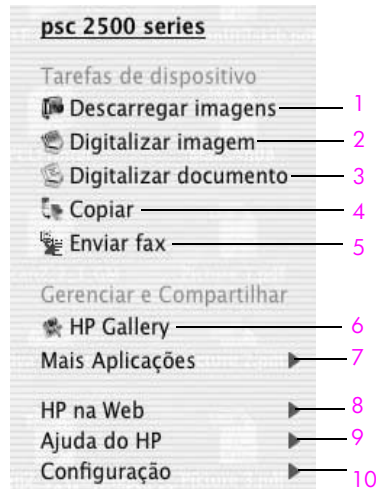 psc 2500 series
Tarefas de dispositivo
Descarregar imagens 1
Digitalizar imagem 2
Digitalizar documento 3
Copiar 4
Enviar fax 5
Gerenciar e Compartilhar
HP Gallery 6
Mais Aplicações 7
HP na Web 8
Ajuda do HP 9
Configuração 10